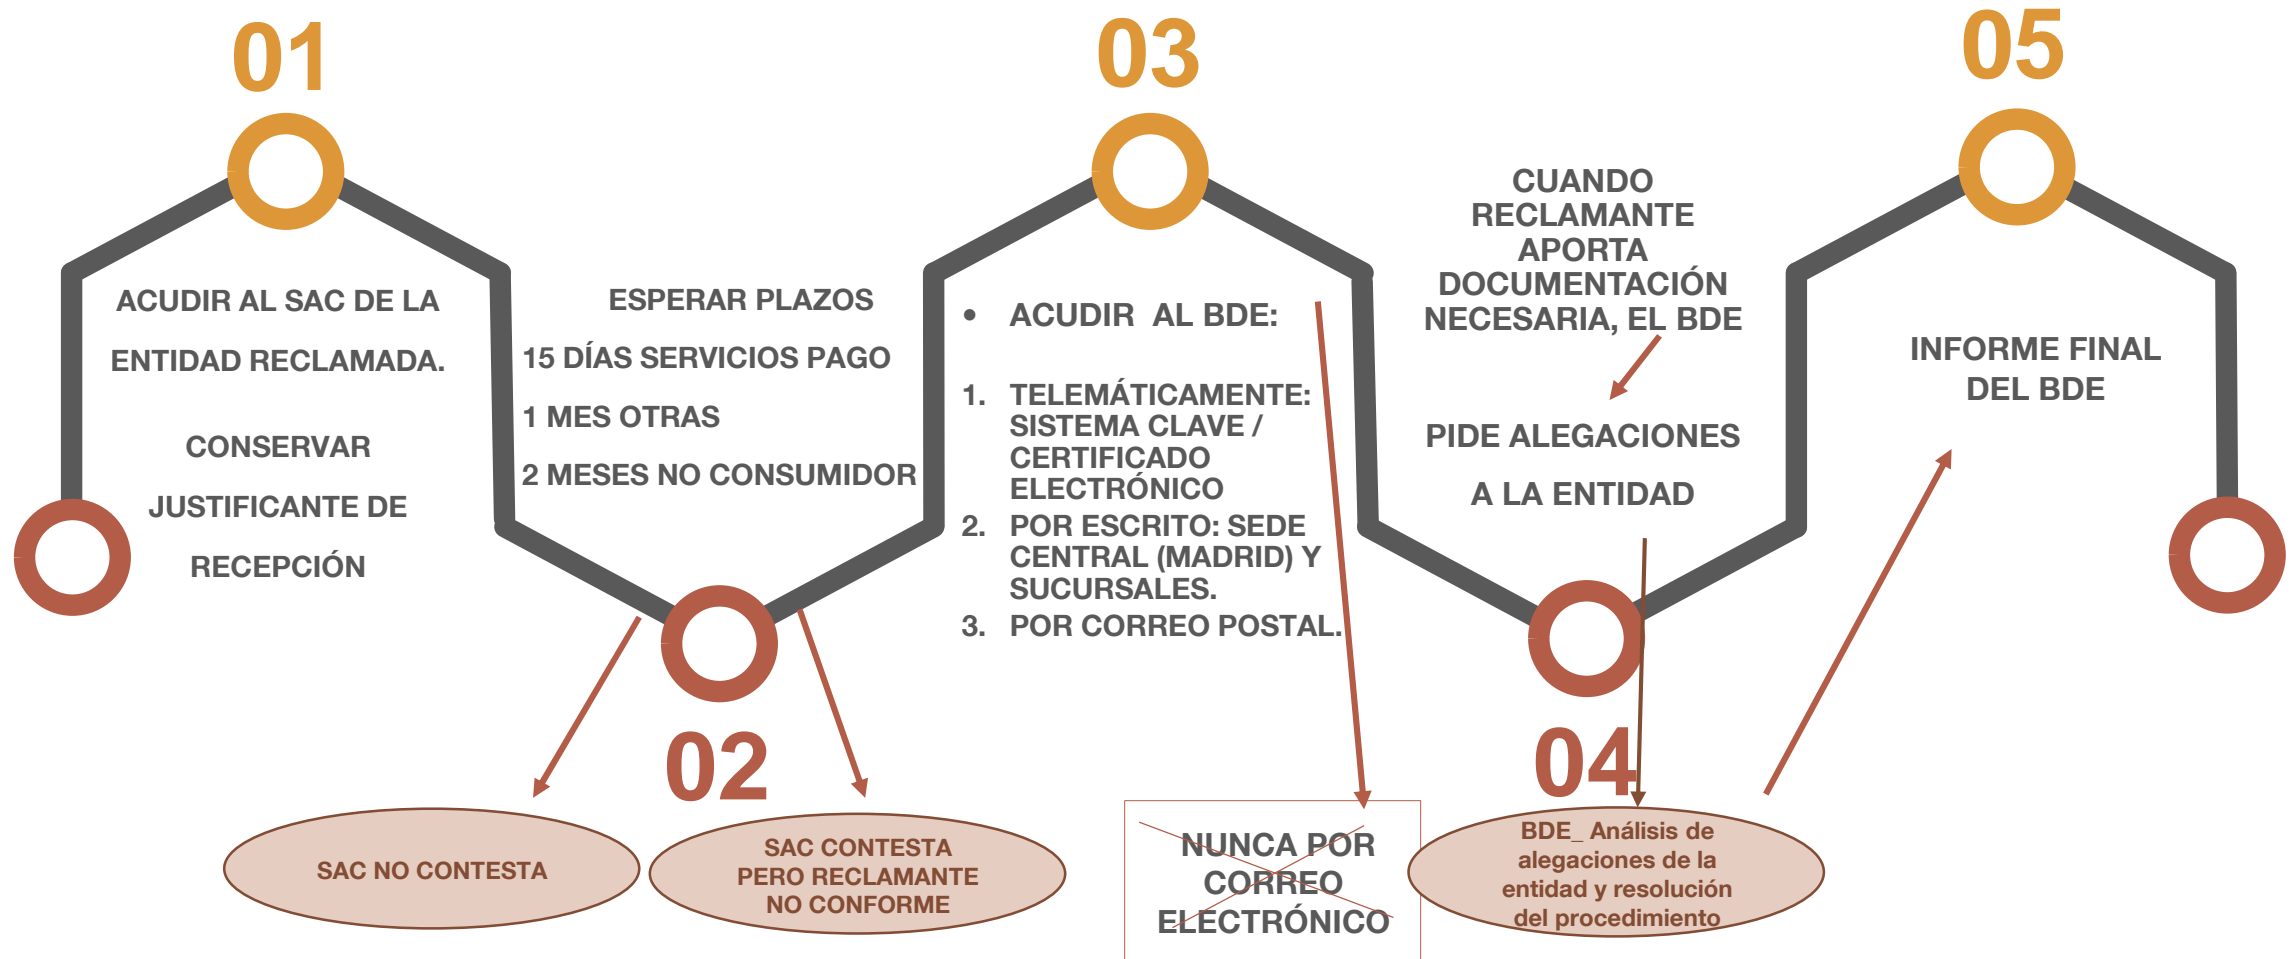 01
ACUDIR AL SAC DE LA
ENTIDAD RECLAMADA.
CONSERVAR
JUSTIFICANTE DE
RECEPCIÓN
ESPERAR PLAZOS
15 DÍAS SERVICIOS PAGO
1 MES OTRAS
2 MESES NO CONSUMIDOR
02
SAC NO CONTESTA
SAC CONTESTA
PERO RECLAMANTE
NO CONFORME
03
• ACUDIR AL BDE:
1. TELEMÁTICAMENTE:
SISTEMA CLAVE /
CERTIFICADO
ELECTRÓNICO
2. POR ESCRITO: SEDE
CENTRAL (MADRID) Y
SUCURSALES.
3. POR CORREO POSTAL.
NUNCA POR
CORREO
ELECTRÓNICO
CUANDO
RECLAMANTE
APORTA
DOCUMENTACIÓN
NECESARIA, EL BDE
PIDE ALEGACIONES
A LA ENTIDAD
04
BDE_ Análisis de
alegaciones de la
entidad y resolución
del procedimiento
05
INFORME FINAL
DEL BDE